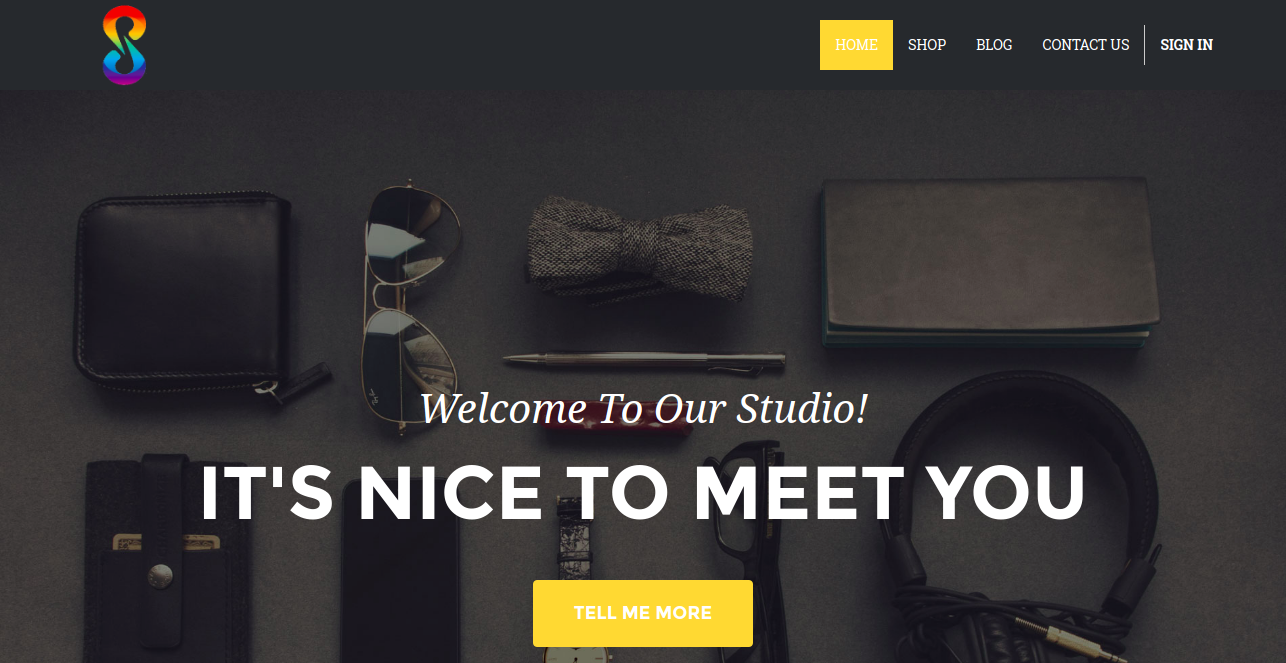 HOME
SHOP
BLOG
CONTACT US
SIGN IN
Welcome To Our Studio!
IT'S NICE TO MEET YOU
TELL ME MORE